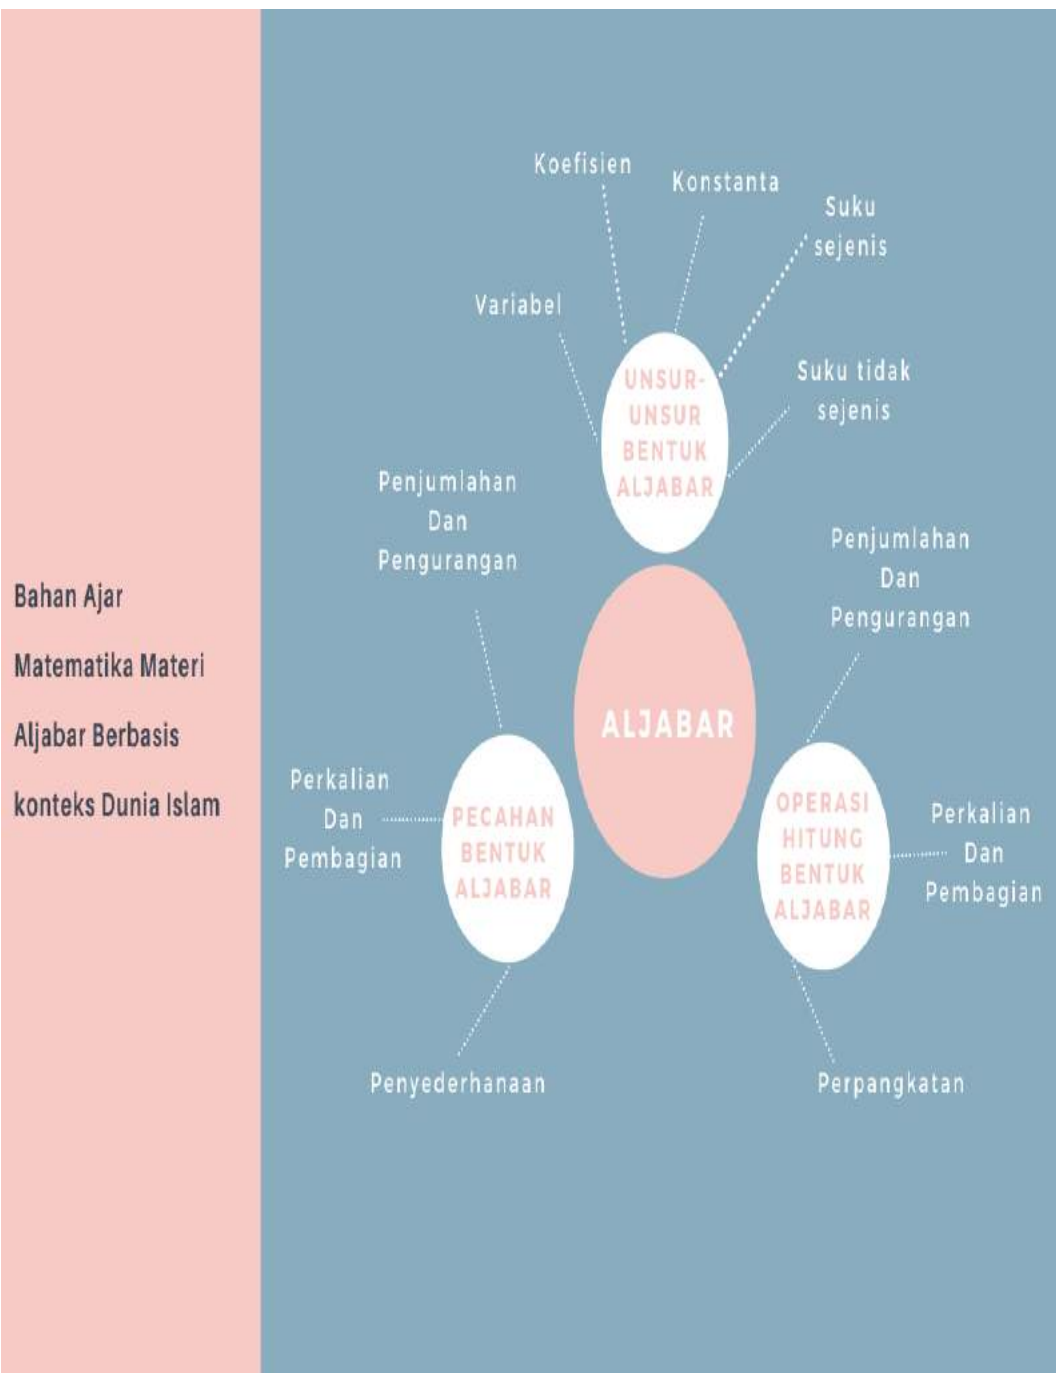 Bahan Ajar
Matematika Materi
Aljabar Berbasis
konteks Dunia Islam
Koefisien
Konstanta
Suku
sejenis
Variabel
UNSUR-
UNSUR
BENTUK
ALJABAR
Suku tidak
sejenis
Penjumlahan
Dan
Pengurangan
Penjumlahan
Dan
Pengurangan
ALJABAR
Perkalian
Dan
Pembagian
PECAHAN
BENTUK
ALJABAR
OPERASI
HITUNG
BENTUK
ALJABAR
Perkalian
Dan
Pembagian
Penyederhanaan
Perpangkatan